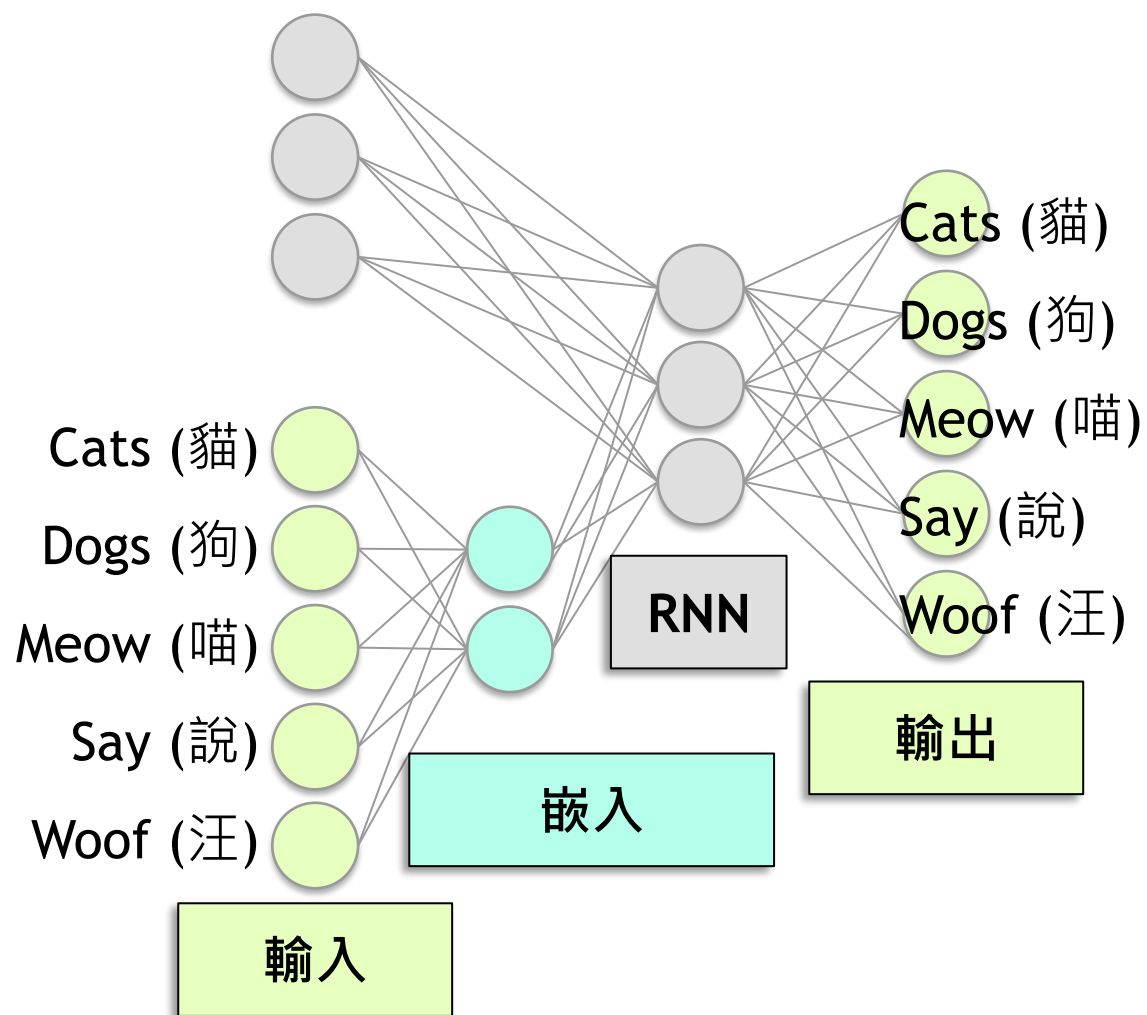 Cats (貓)
Dogs (狗)
Meow (喵)
Say (說)
Woof (汪)
輸入
嵌入
RNN
Cats (貓)
Dogs (狗)
Meow (喵)
Say (說)
Woof (汪)
輸出